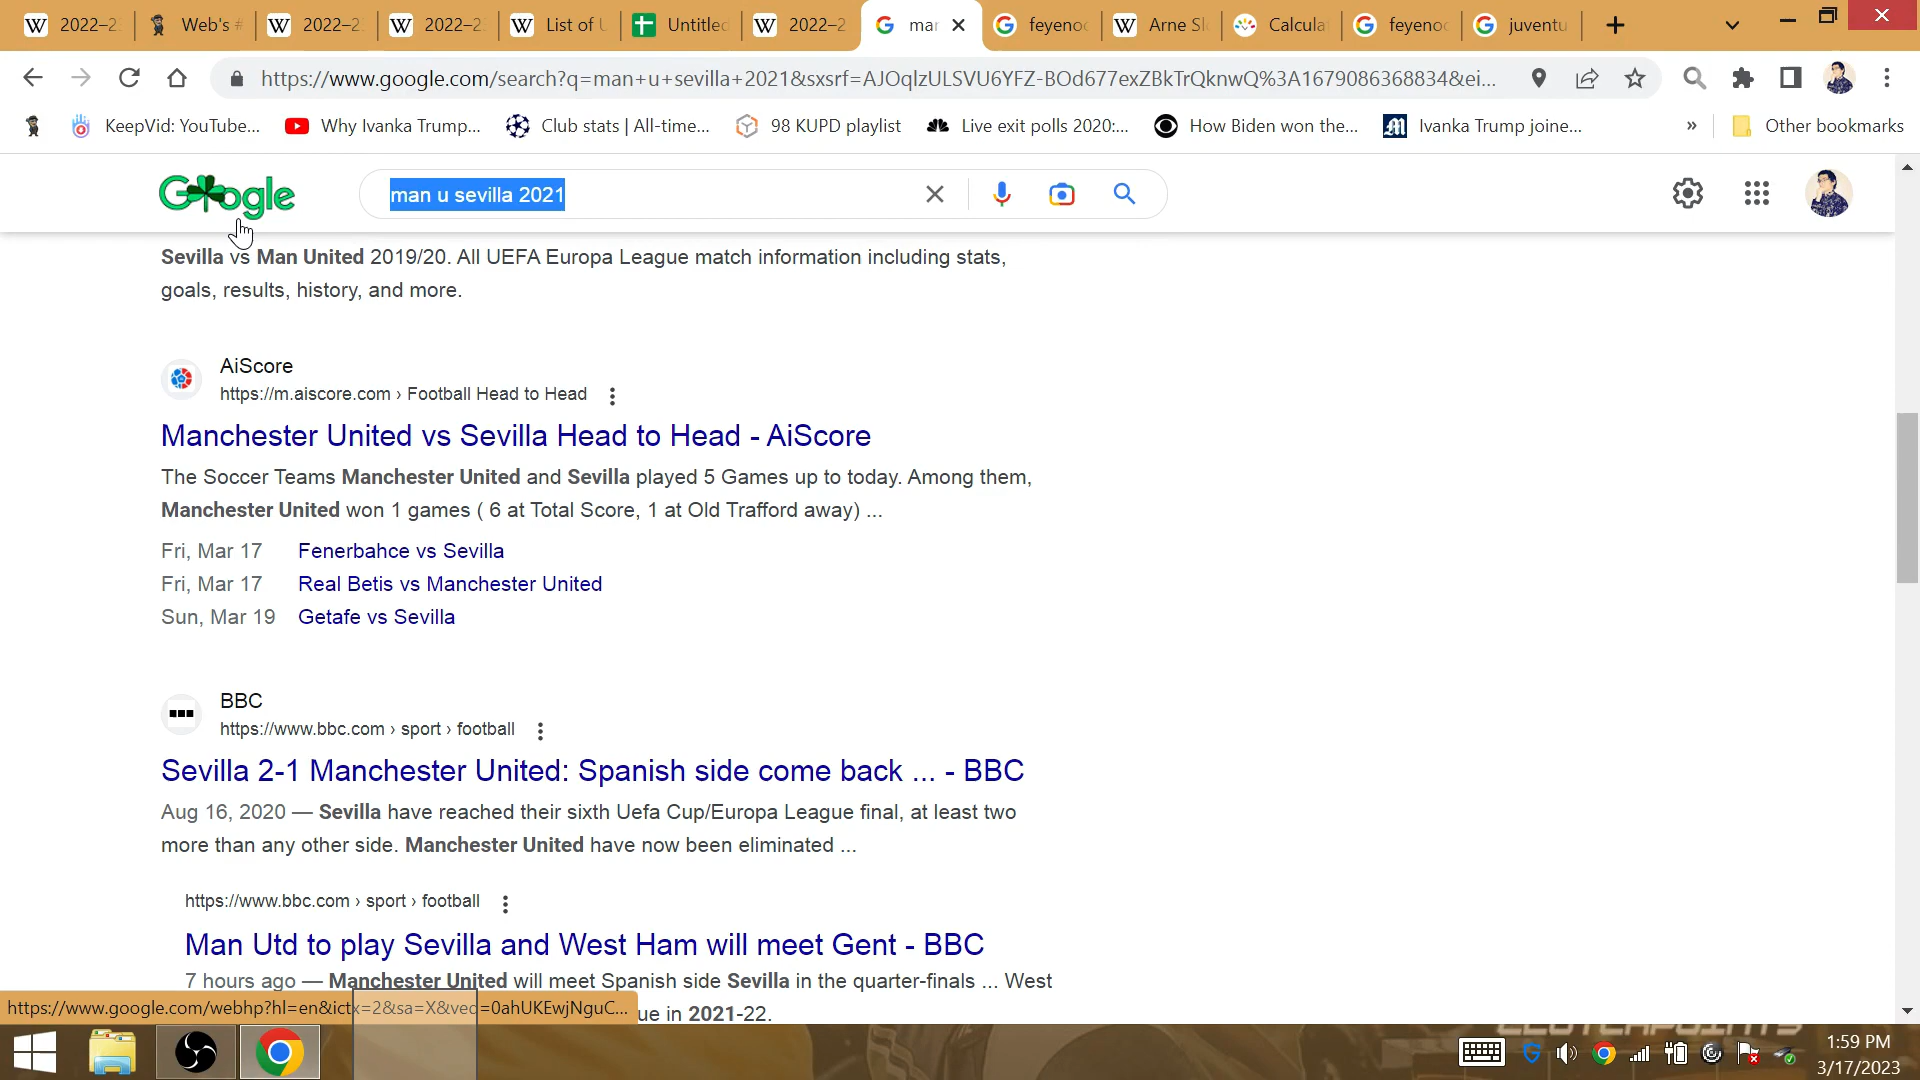 2022–2
Web's #
2022–2
2022–2
List of U
Untitled
2022–2
man
feyenoo
Arne Sl
Calcula
feyenoo
juventu
https://www.google.com/search?q=man+u+sevilla+2021&sxsrf=AJOqlzULSVU6YFZ-BOd677exZBkTrQknwQ%3A1679086368834&ei...
KeepVid: YouTube...
Why Ivanka Trump...
Club stats | All-time...
98 KUPD playlist
Live exit polls 2020:...
How Biden won the...
Ivanka Trump joine...
»
Other bookmarks
Google
man u sevilla 2021
Sevilla vs Man United 2019/20. All UEFA Europa League match information including stats,
goals, results, history, and more.
AiScore
https://m.aiscore.com › Football Head to Head
Manchester United vs Sevilla Head to Head - AiScore
The Soccer Teams Manchester United and Sevilla played 5 Games up to today. Among them,
Manchester United won 1 games ( 6 at Total Score, 1 at Old Trafford away) ...
Fri, Mar 17 Fenerbahce vs Sevilla
Fri, Mar 17 Real Betis vs Manchester United
Sun, Mar 19 Getafe vs Sevilla
BBC
https://www.bbc.com › sport › football
Sevilla 2-1 Manchester United: Spanish side come back ... - BBC
Aug 16, 2020 — Sevilla have reached their sixth Uefa Cup/Europa League final, at least two
more than any other side. Manchester United have now been eliminated ...
https://www.bbc.com › sport › football
Man Utd to play Sevilla and West Ham will meet Gent - BBC
7 hours ago — Manchester United will meet Spanish side Sevilla in the quarter-finals ... West
ue in 2021-22.
https://www.google.com/webhp?hl=en&ictx=2&sa=X&ved=0ahUKEwjNguC...
1:59 PM
3/17/2023